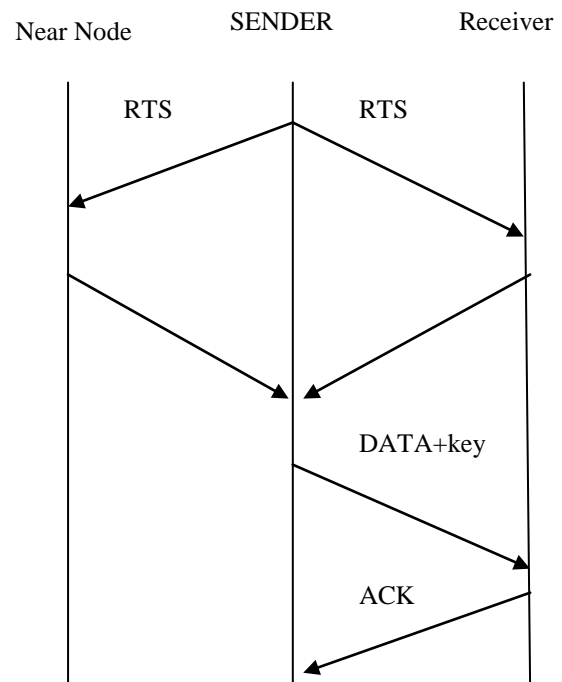 Near Node
SENDER
Receiver
RTS
RTS
DATA+key
ACK